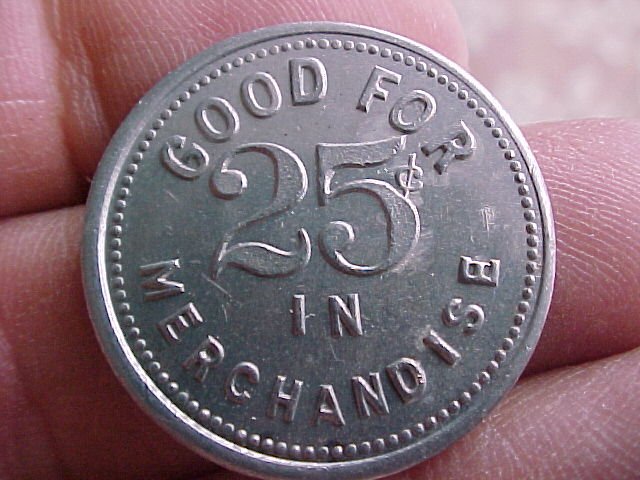 GOOD FOR
25¢
IN
MERCHANDISE